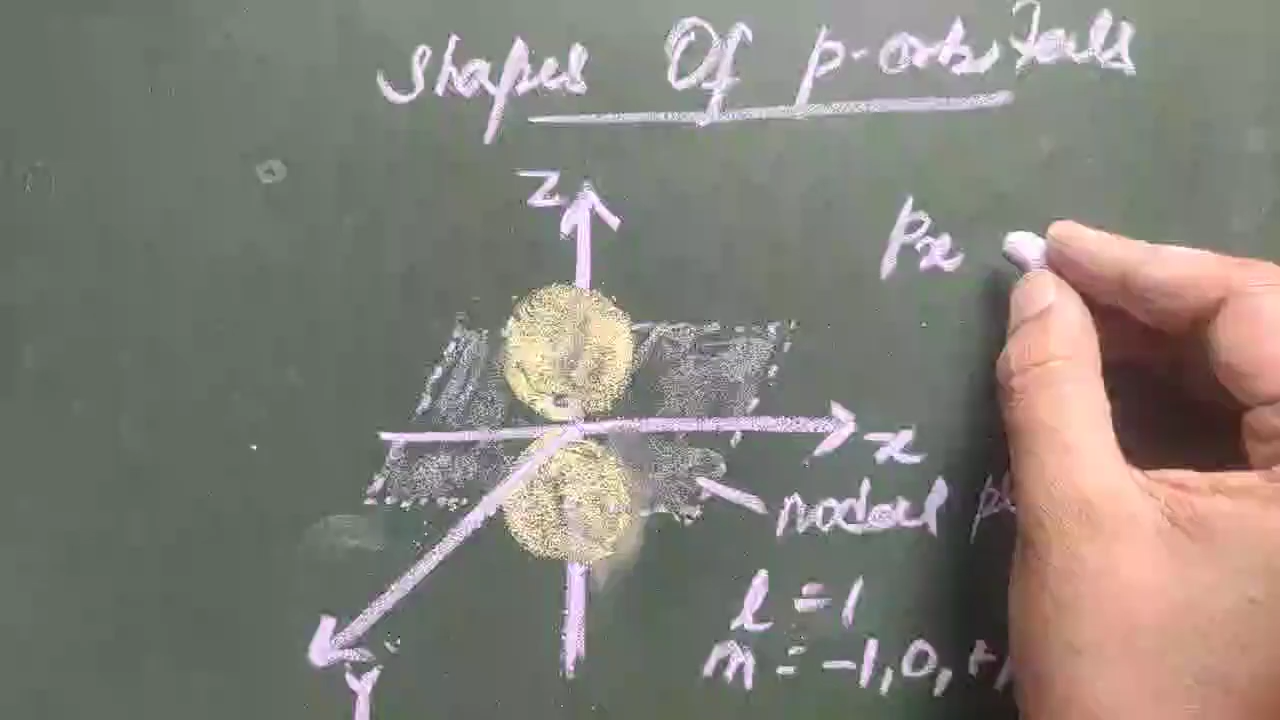 Shapes Of p-orbitals
Z
px
x
nodal
l = 1
m = -1, 0, +
Y